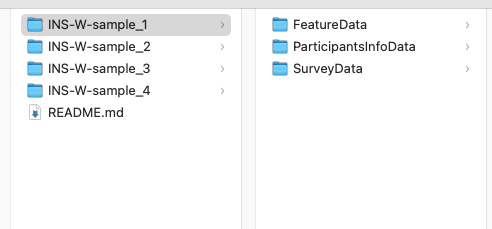 INS-W-sample_1
INS-W-sample_2
INS-W-sample_3
INS-W-sample_4
README.md
FeatureData
ParticipantsInfoData
SurveyData